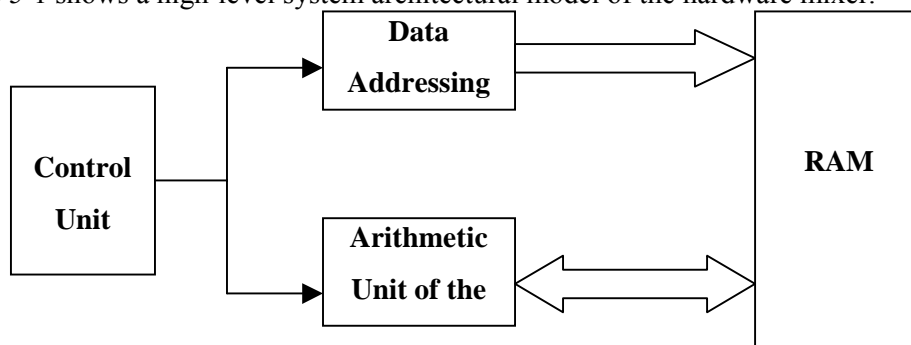 5-1 shows a high-level system architectural model of the hardware mixer.
Data
Addressing
Control
Unit
RAM
Arithmetic
Unit of the